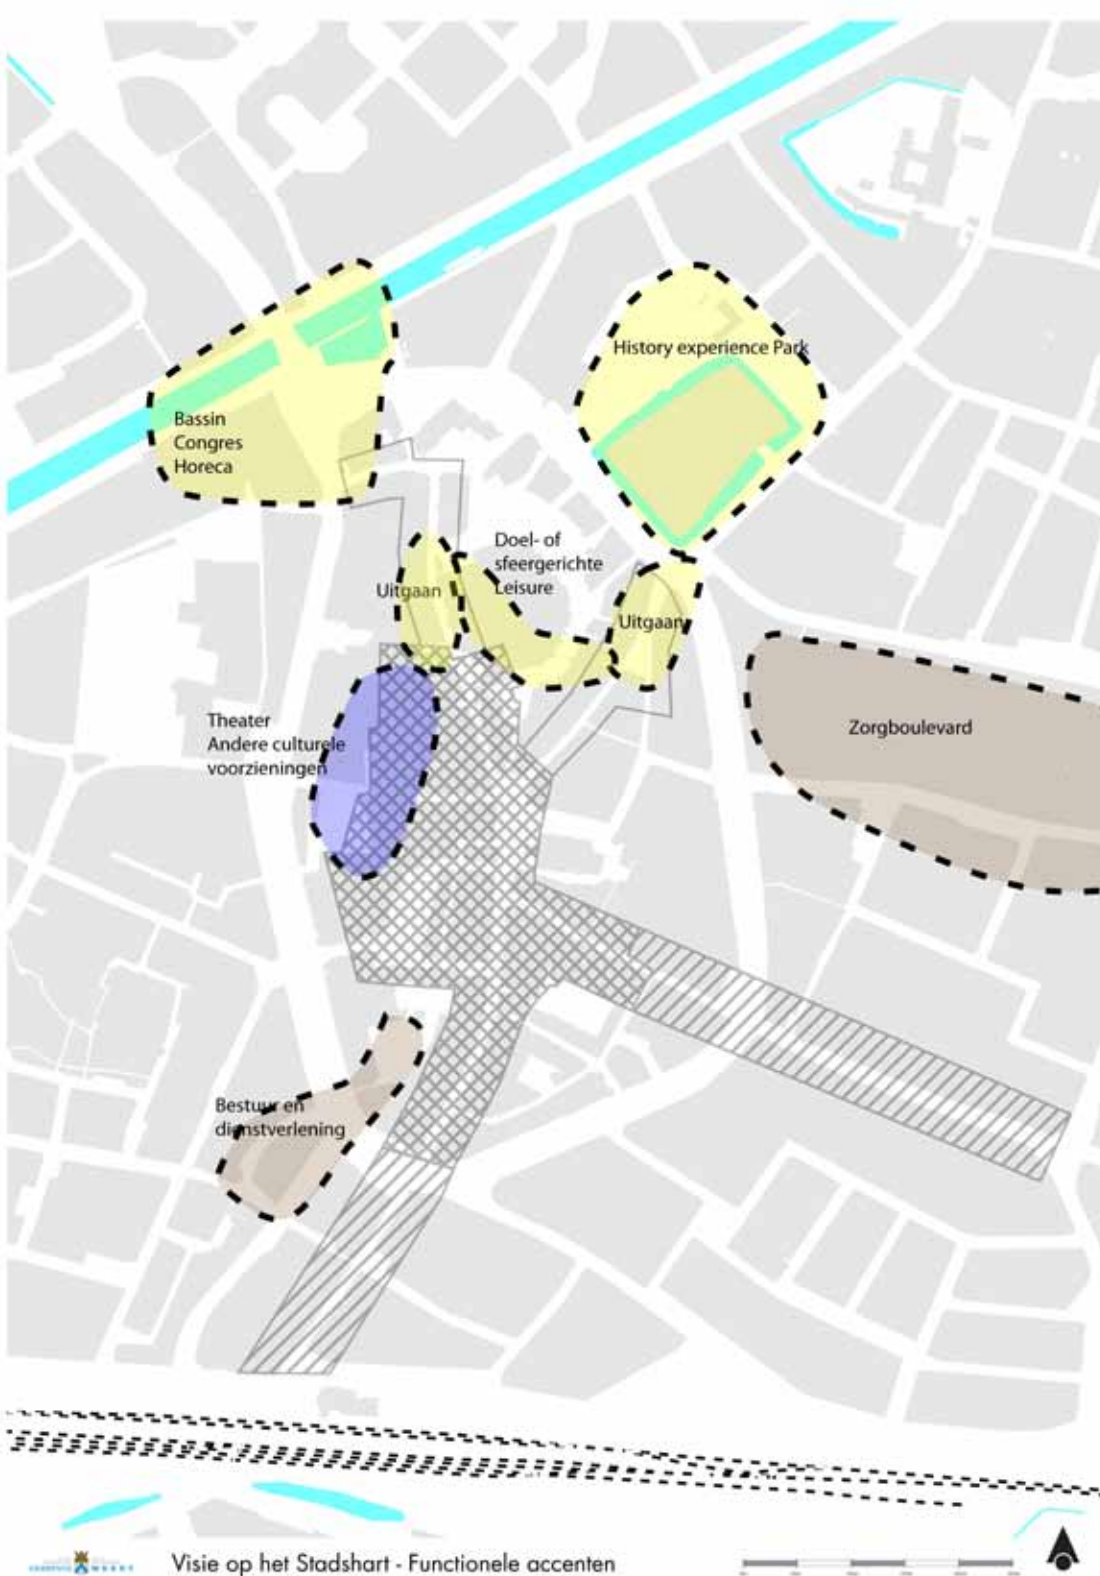 History experience Park
Bassin
Congres
Horeca
Doel- of
sfeergerichte
Leisure
Uitgaan
Uitgaan
Theater
Andere culturele
voorzieningen
Zorgboulevard
Bestuur en
dienstverlening
Visie op het Stadshart - Functionele accenten